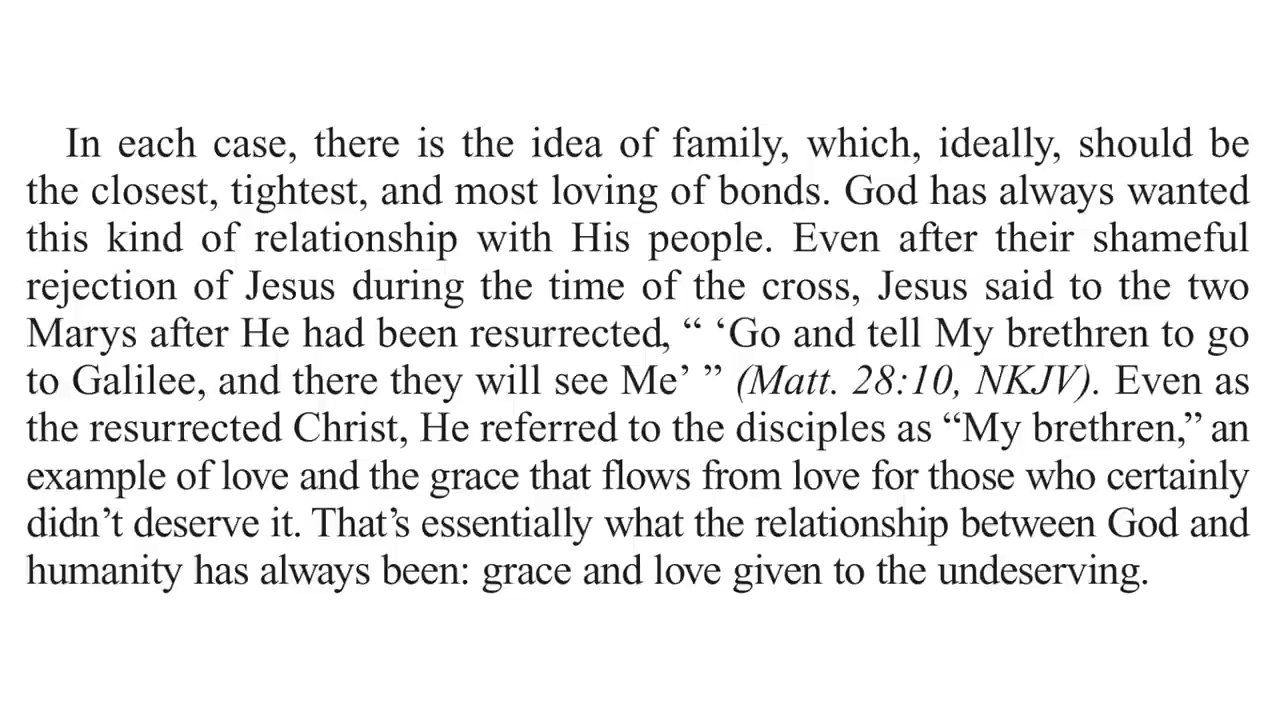 In each case, there is the idea of family, which, ideally, should be
the closest, tightest, and most loving of bonds. God has always wanted
this kind of relationship with His people. Even after their shameful
rejection of Jesus during the time of the cross, Jesus said to the two
Marys after He had been resurrected, “ ‘Go and tell My brethren to go
to Galilee, and there they will see Me’ ” (Matt. 28:10, NKJV). Even as
the resurrected Christ, He referred to the disciples as “My brethren,” an
example of love and the grace that flows from love for those who certainly
didn’t deserve it. That’s essentially what the relationship between God and
humanity has always been: grace and love given to the undeserving.